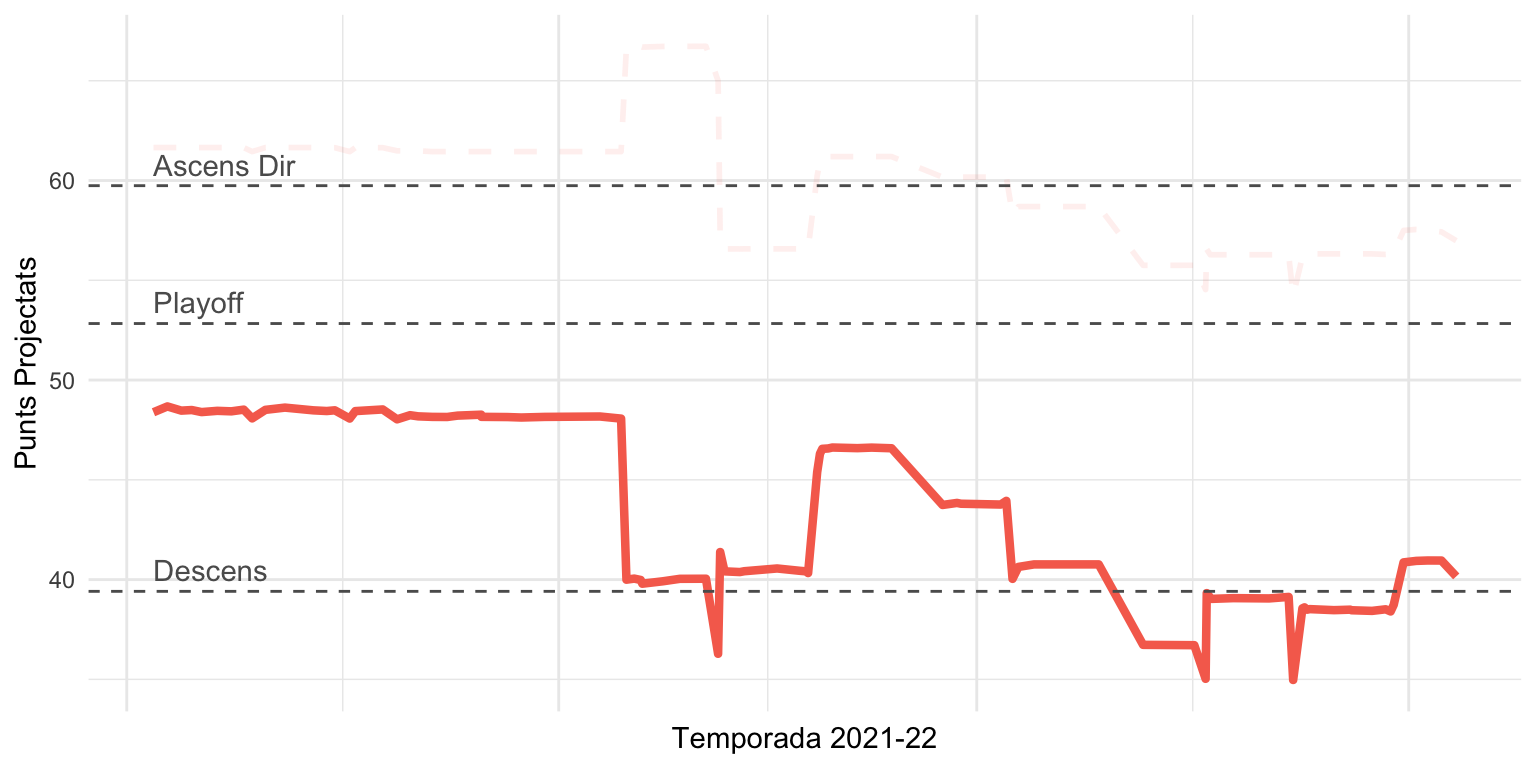 Punts Projectats
60
50
40
Ascens Dir
Playoff
Descens
Temporada 2021-22